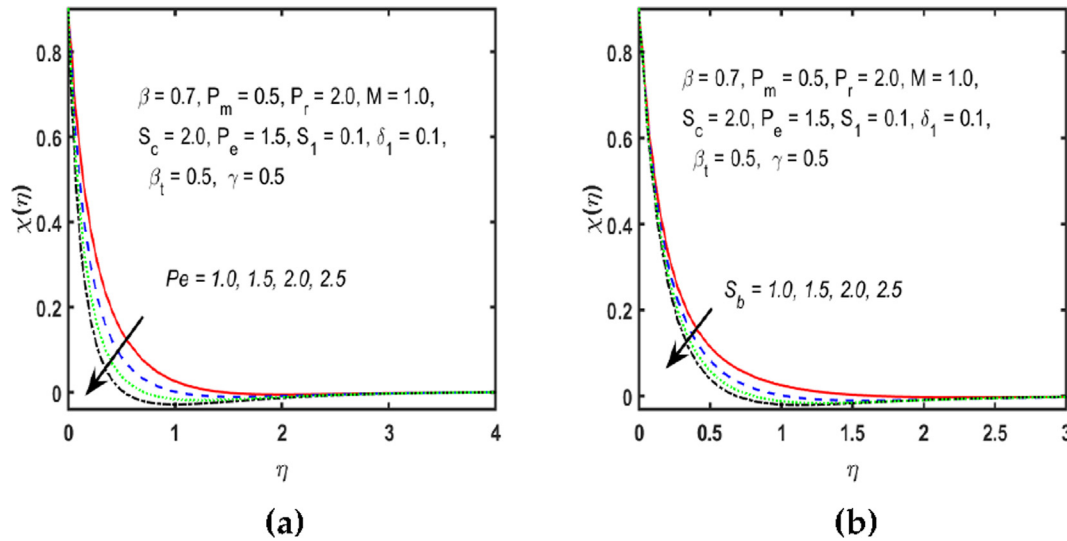 0.8
0.6
0.4
0.2
0
χ(η)
β = 0.7, P_m = 0.5, P_r = 2.0, M = 1.0,
S_c = 2.0, P_e = 1.5, S_1 = 0.1, δ_1 = 0.1,
β_t = 0.5, γ = 0.5
Pe = 1.0, 1.5, 2.0, 2.5
0 1 2 3 4
η
(a)
0.8
0.6
0.4
0.2
0
χ(η)
β = 0.7, P_m = 0.5, P_r = 2.0, M = 1.0,
S_c = 2.0, P_e = 1.5, S_1 = 0.1, δ_1 = 0.1,
β_t = 0.5, γ = 0.5
S_b = 1.0, 1.5, 2.0, 2.5
0 0.5 1 1.5 2 2.5 3
η
(b)